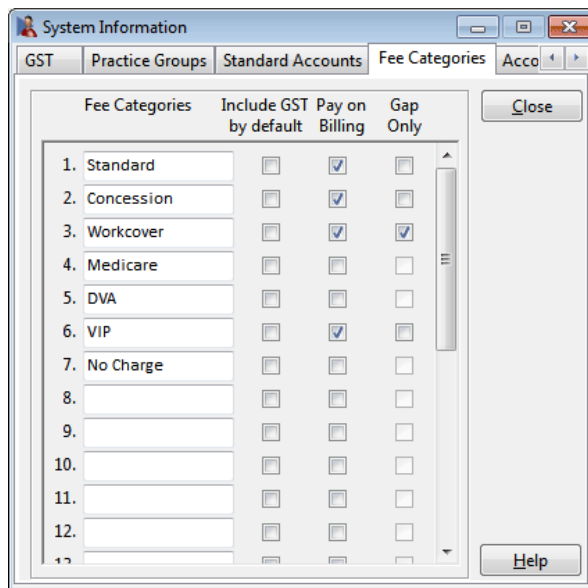 System Information
GST Practice Groups Standard Accounts Fee Categories Acco
Fee Categories Include GST by default Pay on Billing Gap Only
Close
1. Standard
2. Concession
3. Workcover
4. Medicare
5. DVA
6. VIP
7. No Charge
8.
9.
10.
11.
12.
13
Help